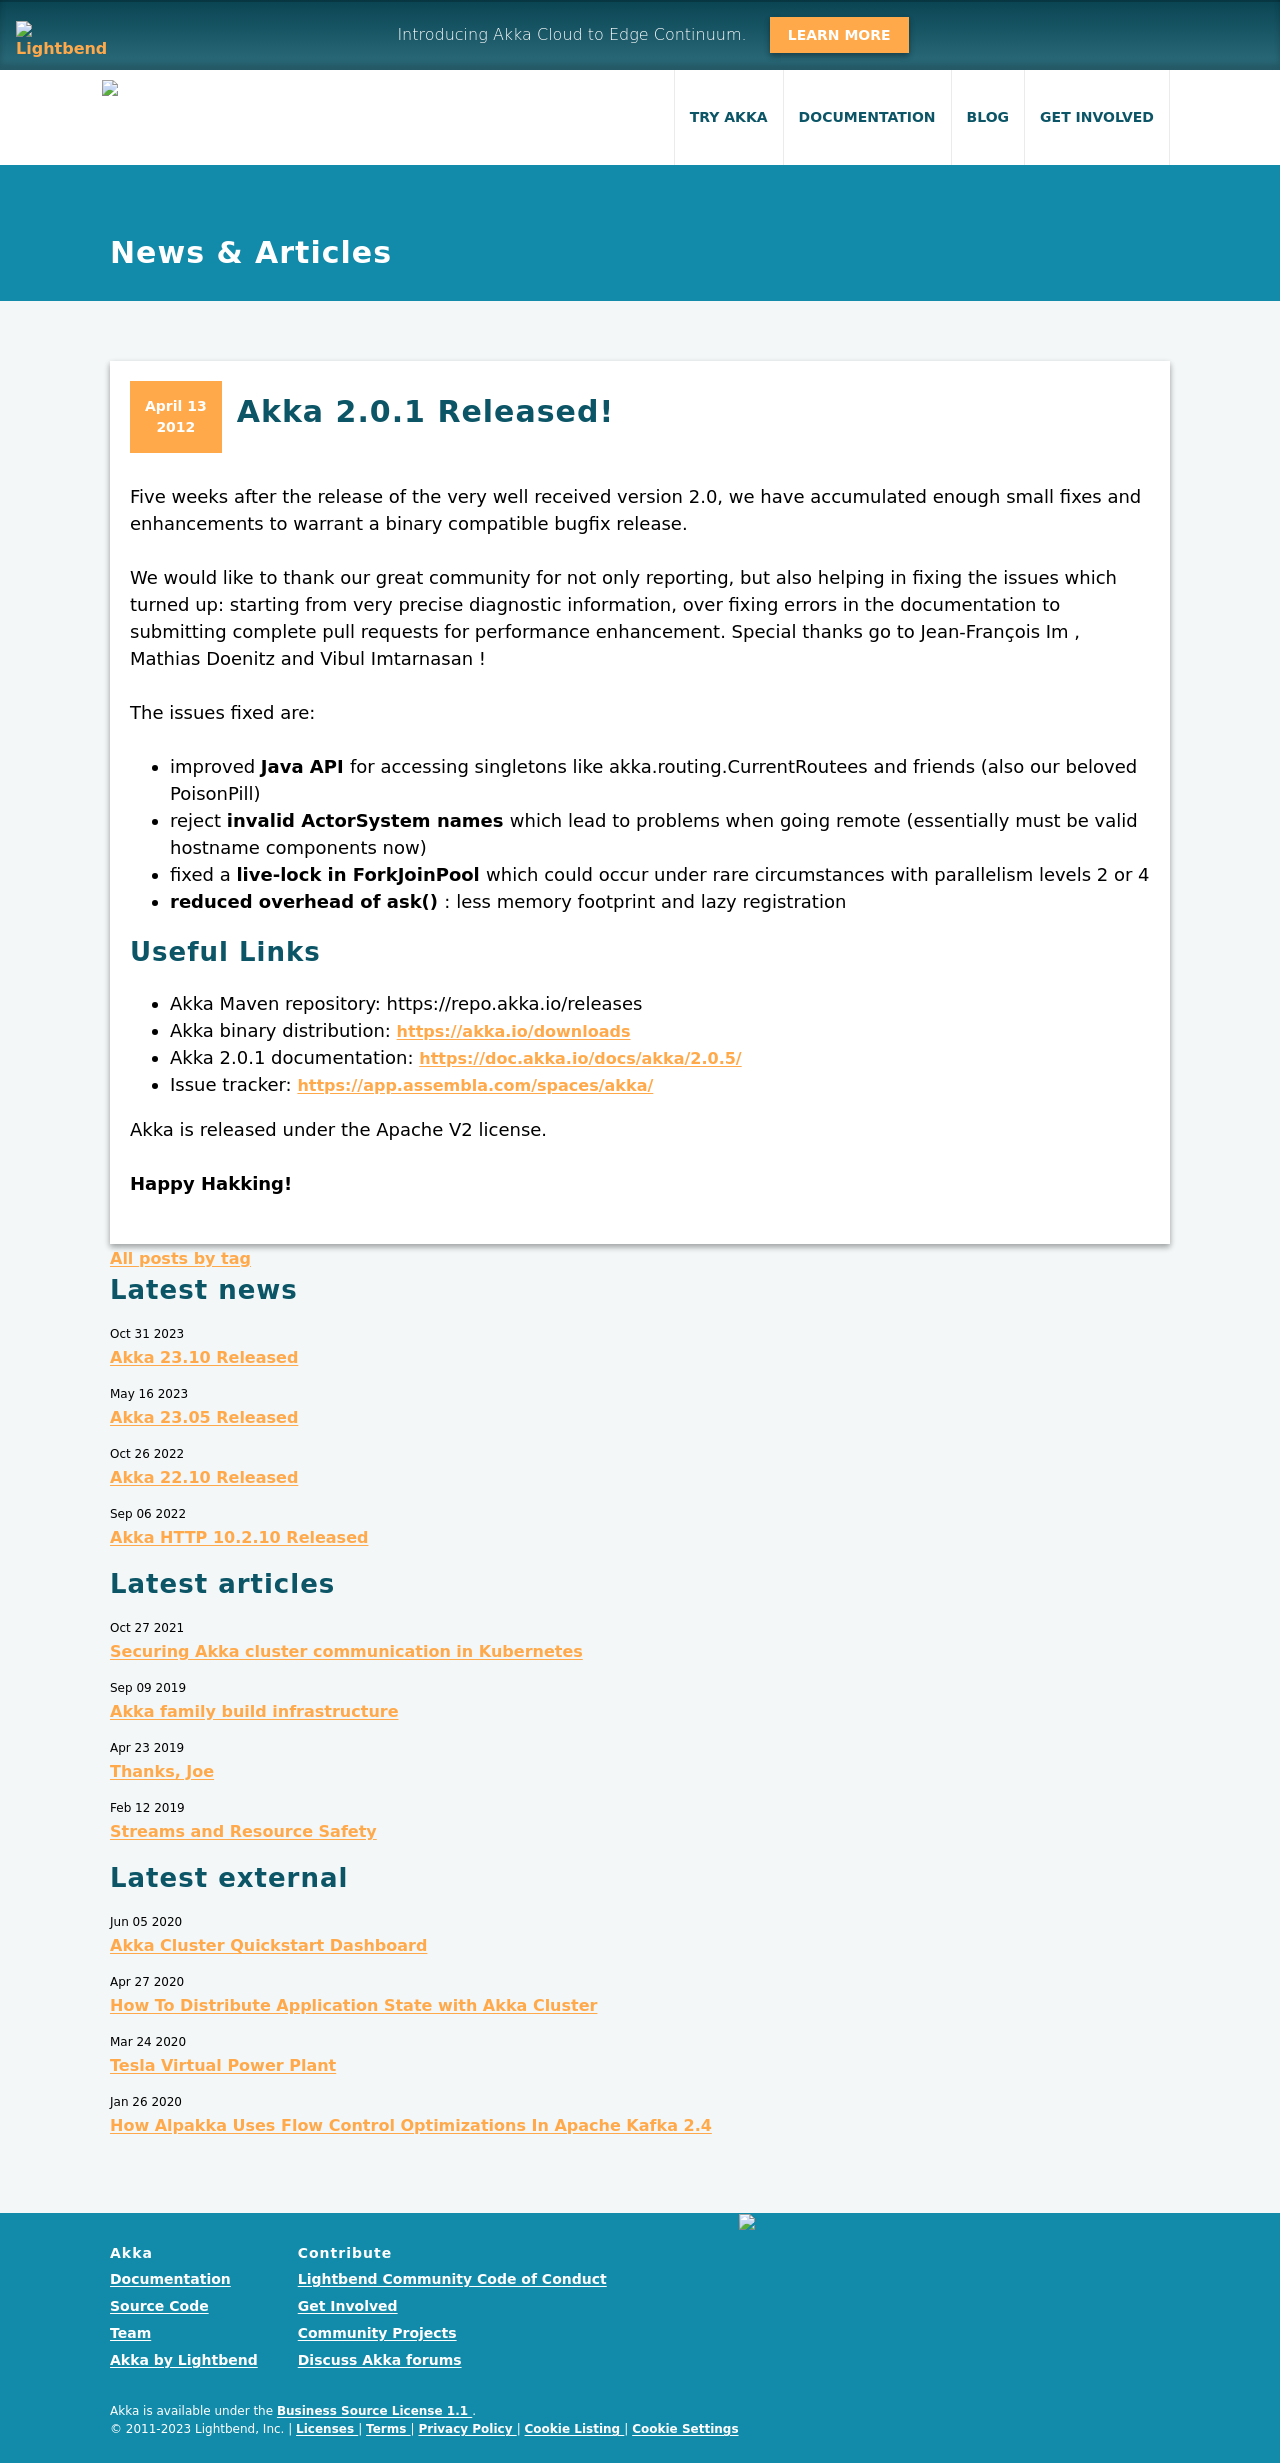 Lightbend
Introducing Akka Cloud to Edge Continuum.
LEARN MORE
TRY AKKA
DOCUMENTATION
BLOG
GET INVOLVED
News & Articles
April 13
2012
Akka 2.0.1 Released!
Five weeks after the release of the very well received version 2.0, we have accumulated enough small fixes and
enhancements to warrant a binary compatible bugfix release.
We would like to thank our great community for not only reporting, but also helping in fixing the issues which
turned up: starting from very precise diagnostic information, over fixing errors in the documentation to
submitting complete pull requests for performance enhancement. Special thanks go to Jean-François Im ,
Mathias Doenitz and Vibul Imtarnasan !
The issues fixed are:
• improved Java API for accessing singletons like akka.routing.CurrentRoutees and friends (also our beloved
PoisonPill)
• reject invalid ActorSystem names which lead to problems when going remote (essentially must be valid
hostname components now)
• fixed a live-lock in ForkJoinPool which could occur under rare circumstances with parallelism levels 2 or 4
• reduced overhead of ask() : less memory footprint and lazy registration
Useful Links
• Akka Maven repository: https://repo.akka.io/releases
• Akka binary distribution: https://akka.io/downloads
• Akka 2.0.1 documentation: https://doc.akka.io/docs/akka/2.0.5/
• Issue tracker: https://app.assembla.com/spaces/akka/
Akka is released under the Apache V2 license.
Happy Hakking!
All posts by tag
Latest news
Oct 31 2023
Akka 23.10 Released
May 16 2023
Akka 23.05 Released
Oct 26 2022
Akka 22.10 Released
Sep 06 2022
Akka HTTP 10.2.10 Released
Latest articles
Oct 27 2021
Securing Akka cluster communication in Kubernetes
Sep 09 2019
Akka family build infrastructure
Apr 23 2019
Thanks, Joe
Feb 12 2019
Streams and Resource Safety
Latest external
Jun 05 2020
Akka Cluster Quickstart Dashboard
Apr 27 2020
How To Distribute Application State with Akka Cluster
Mar 24 2020
Tesla Virtual Power Plant
Jan 26 2020
How Alpakka Uses Flow Control Optimizations In Apache Kafka 2.4
Akka
Documentation
Source Code
Team
Akka by Lightbend
Contribute
Lightbend Community Code of Conduct
Get Involved
Community Projects
Discuss Akka forums
Akka is available under the Business Source License 1.1 .
© 2011-2023 Lightbend, Inc. | Licenses | Terms | Privacy Policy | Cookie Listing | Cookie Settings